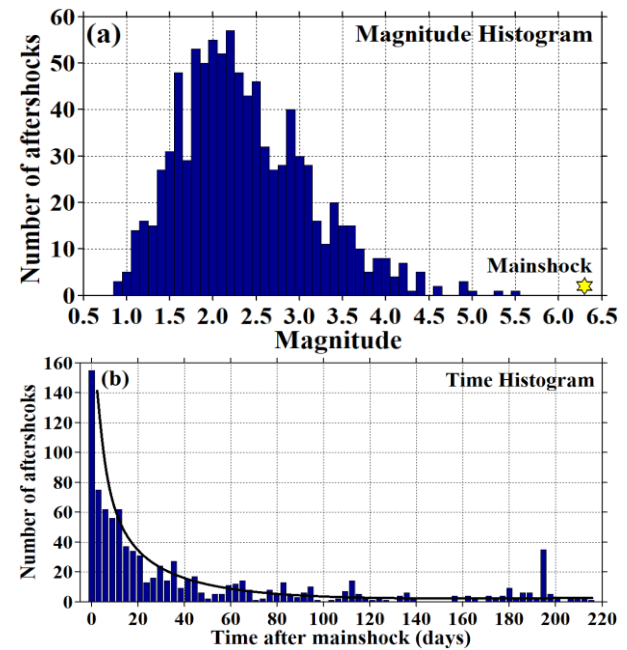 (a) Magnitude Histogram
Number of aftershocks
60
50
40
30
20
10
0
Mainshock
0.5 1.0 1.5 2.0 2.5 3.0 3.5 4.0 4.5 5.0 5.5 6.0 6.5
Magnitude
(b) Time Histogram
Number of aftershcoks
160
140
120
100
80
60
40
20
0
0 20 40 60 80 100 120 140 160 180 200 220
Time after mainshock (days)